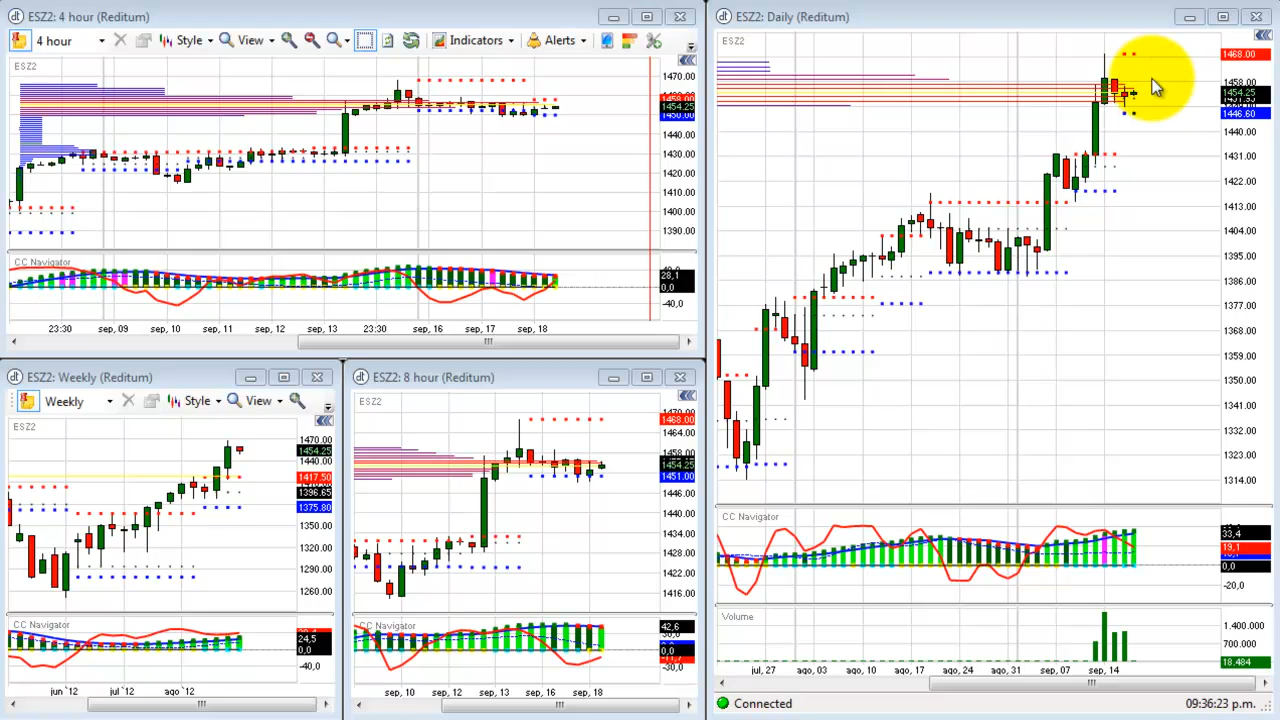 ESZ2: 4 hour (Reditum)
4 hour
Style
View
Indicators
Alerts
ESZ2
1470.00
1458.00
1454.25
1450.00
1440.00
1430.00
1420.00
1410.00
1400.00
1390.00
CC Navigator
28,1
0,0
-40,0
23:30
sep, 09
sep, 10
sep, 11
sep, 12
sep, 13
23:30
sep, 16
sep, 17
sep, 18
ESZ2: Weekly (Reditum)
Weekly
Style
View
ESZ2
1470.00
1454.25
1440.00
1417.50
1396.65
1375.80
1350.00
1320.00
1290.00
1260.00
CC Navigator
24,5
0,0
-40,0
jun '12
jul '12
ago '12
ESZ2: 8 hour (Reditum)
ESZ2
1470.00
1468.00
1464.00
1458.00
1454.25
1451.00
1446.00
1440.00
1434.00
1428.00
1422.00
1416.00
CC Navigator
42,6
0,0
-30,0
sep, 10
sep, 12
sep, 13
sep, 16
sep, 18
ESZ2: Daily (Reditum)
ESZ2
1468.00
1458.00
1454.25
1446.60
1440.00
1431.00
1422.00
1413.00
1404.00
1395.00
1386.00
1377.00
1368.00
1359.00
1350.00
1341.00
1332.00
1323.00
1314.00
CC Navigator
33,4
19,1
0,0
-20,0
Volume
1.400.000
700.000
18.484
jul, 27
ago, 03
ago, 10
ago, 17
ago, 24
ago, 31
sep, 07
sep, 14
Connected
09:36:23 p.m.